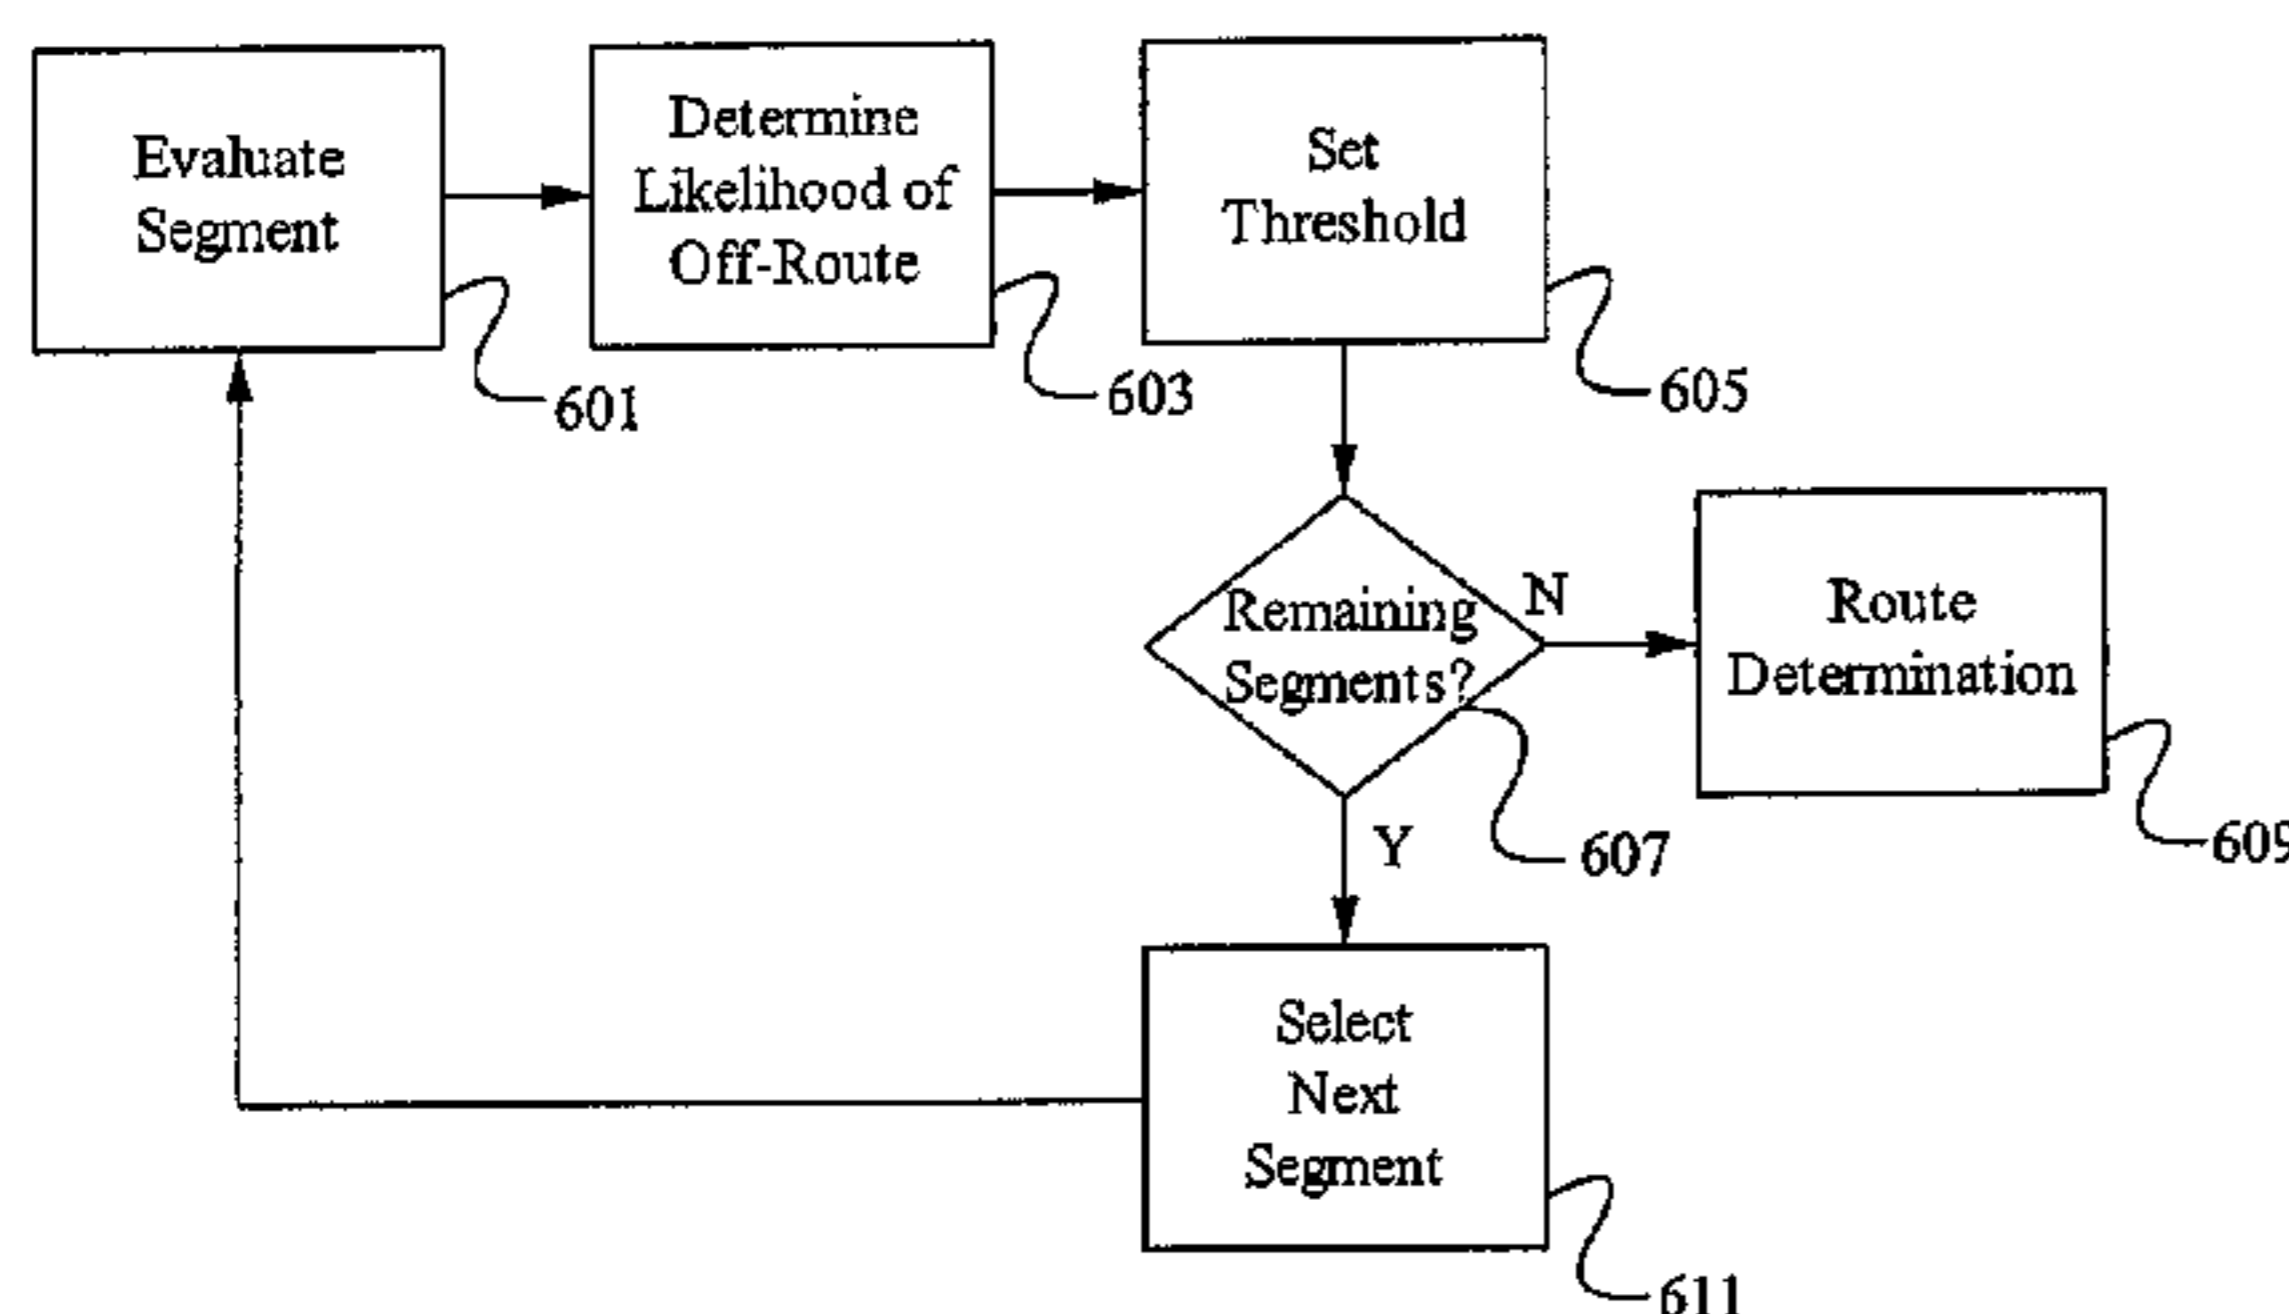 Evaluate
Segment
601
Determine
Likelihood of
Off-Route
603
Set
Threshold
605
Remaining
Segments?
607
N
Route
Determination
609
Y
Select
Next
Segment
611